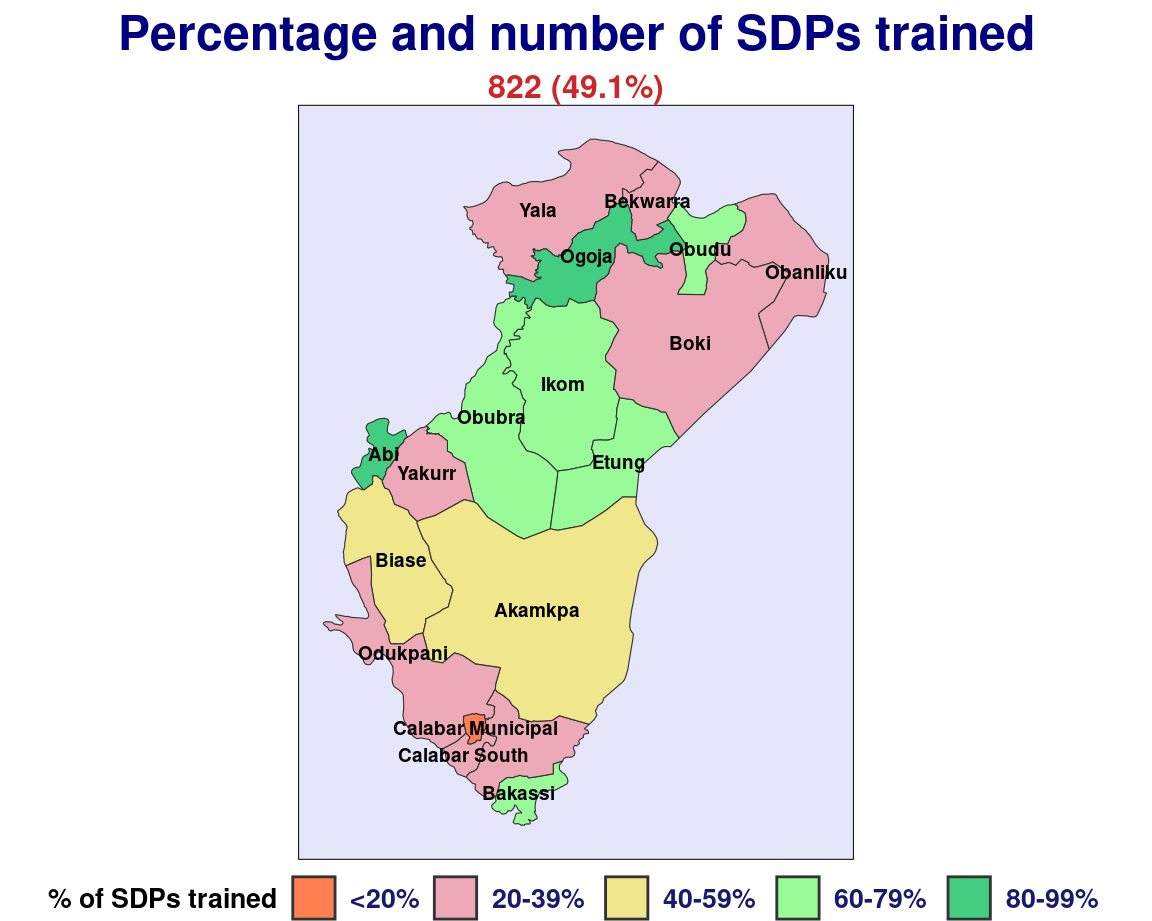 Percentage and number of SDPs trained
822 (49.1%)
Yala
Bekwarra
Ogoja
Obudu
Obanliku
Boki
Ikom
Obubra
Abi
Yakurr
Etung
Biase
Akamkpa
Odukpani
Calabar Municipal
Calabar South
Bakassi
% of SDPs trained <20% 20-39% 40-59% 60-79% 80-99%